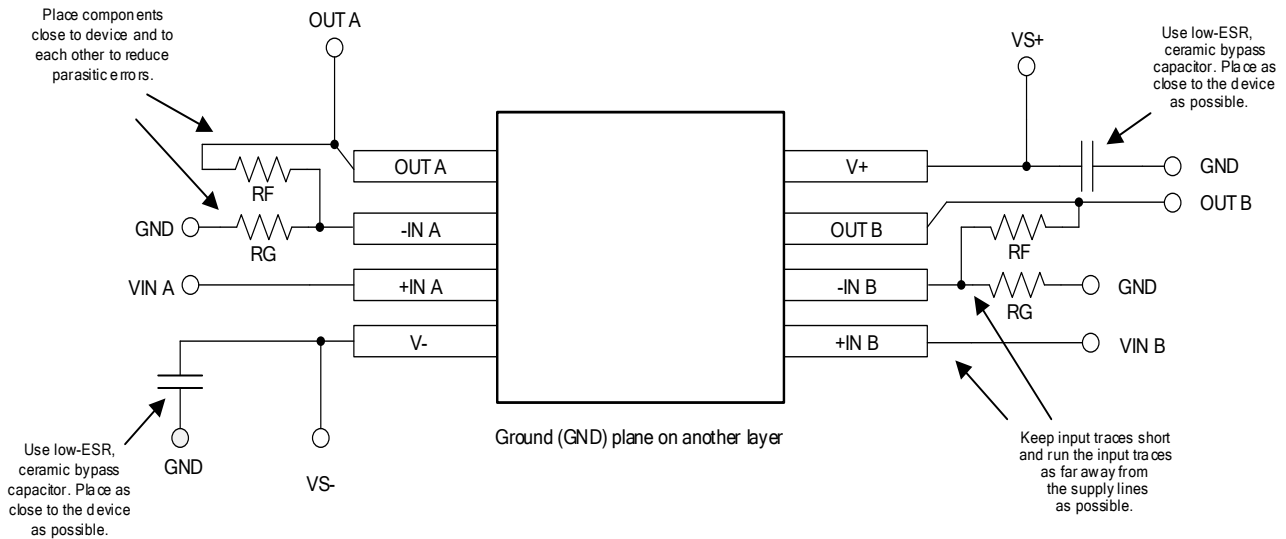 Place components
close to device and to
each other to reduce
parasitic errors.
OUT A
VS+
Use low-ESR,
ceramic bypass
capacitor. Place as
close to the device
as possible.
OUT A
V+
GND
RF
OUT B
GND
-IN A
OUT B
RG
RF
VIN A
+IN A
-IN B
GND
RG
V-
+IN B
VIN B
Ground (GND) plane on another layer
Use low-ESR,
ceramic bypass
capacitor. Place as
close to the device
as possible.
GND
VS-
Keep input traces short
and run the input traces
as far away from
the supply lines
as possible.